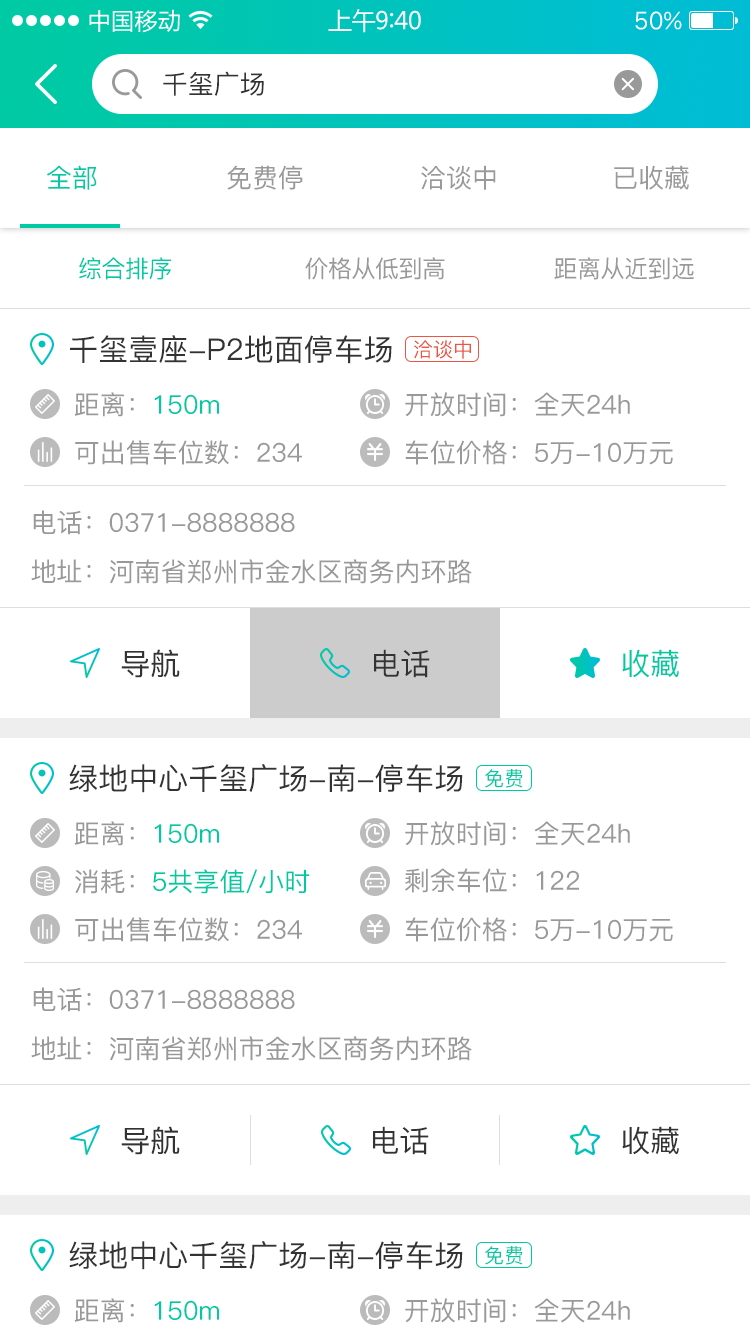 中国移动 上午9:40 50%
千玺广场
全部 免费停 洽谈中 已收藏
综合排序 价格从低到高 距离从近到远
千玺壹座-P2地面停车场 洽谈中
距离：150m 开放时间：全天24h
可出售车位数：234 车位价格：5万-10万元
电话：0371-8888888
地址：河南省郑州市金水区商务内环路
导航 电话 收藏
绿地中心千玺广场-南-停车场 免费
距离：150m 开放时间：全天24h
消耗：5共享值/小时 剩余车位：122
可出售车位数：234 车位价格：5万-10万元
电话：0371-8888888
地址：河南省郑州市金水区商务内环路
导航 电话 收藏
绿地中心千玺广场-南-停车场 免费
距离：150m 开放时间：全天24h